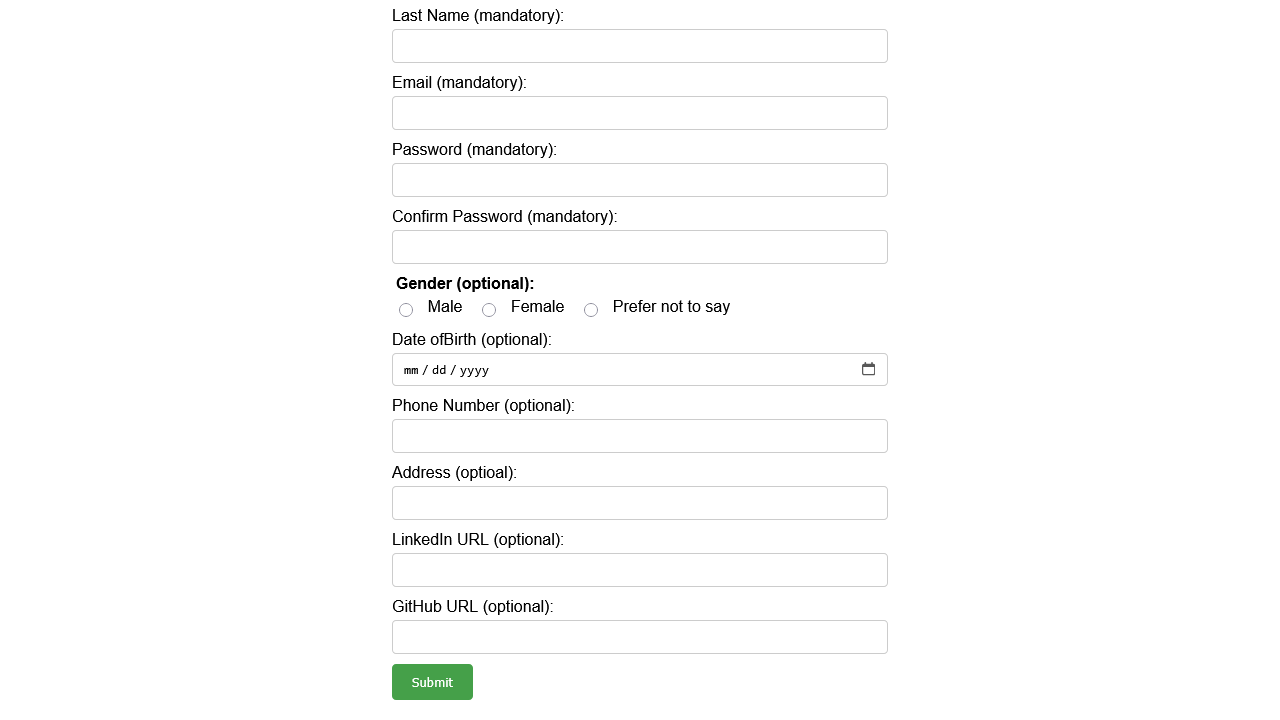 Last Name (mandatory):
Email (mandatory):
Password (mandatory):
Confirm Password (mandatory):
Gender (optional):
Male Female Prefer not to say
Date ofBirth (optional):
mm / dd / yyyy
Phone Number (optional):
Address (optioal):
LinkedIn URL (optional):
GitHub URL (optional):
Submit